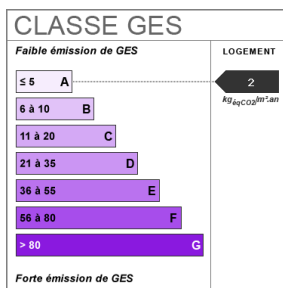 CLASSE GES
Faible émission de GES
LOGEMENT
≤ 5 A
2
kgéqCO2/m².an
6 à 10 B
11 à 20 C
21 à 35 D
36 à 55 E
56 à 80 F
> 80 G
Forte émission de GES